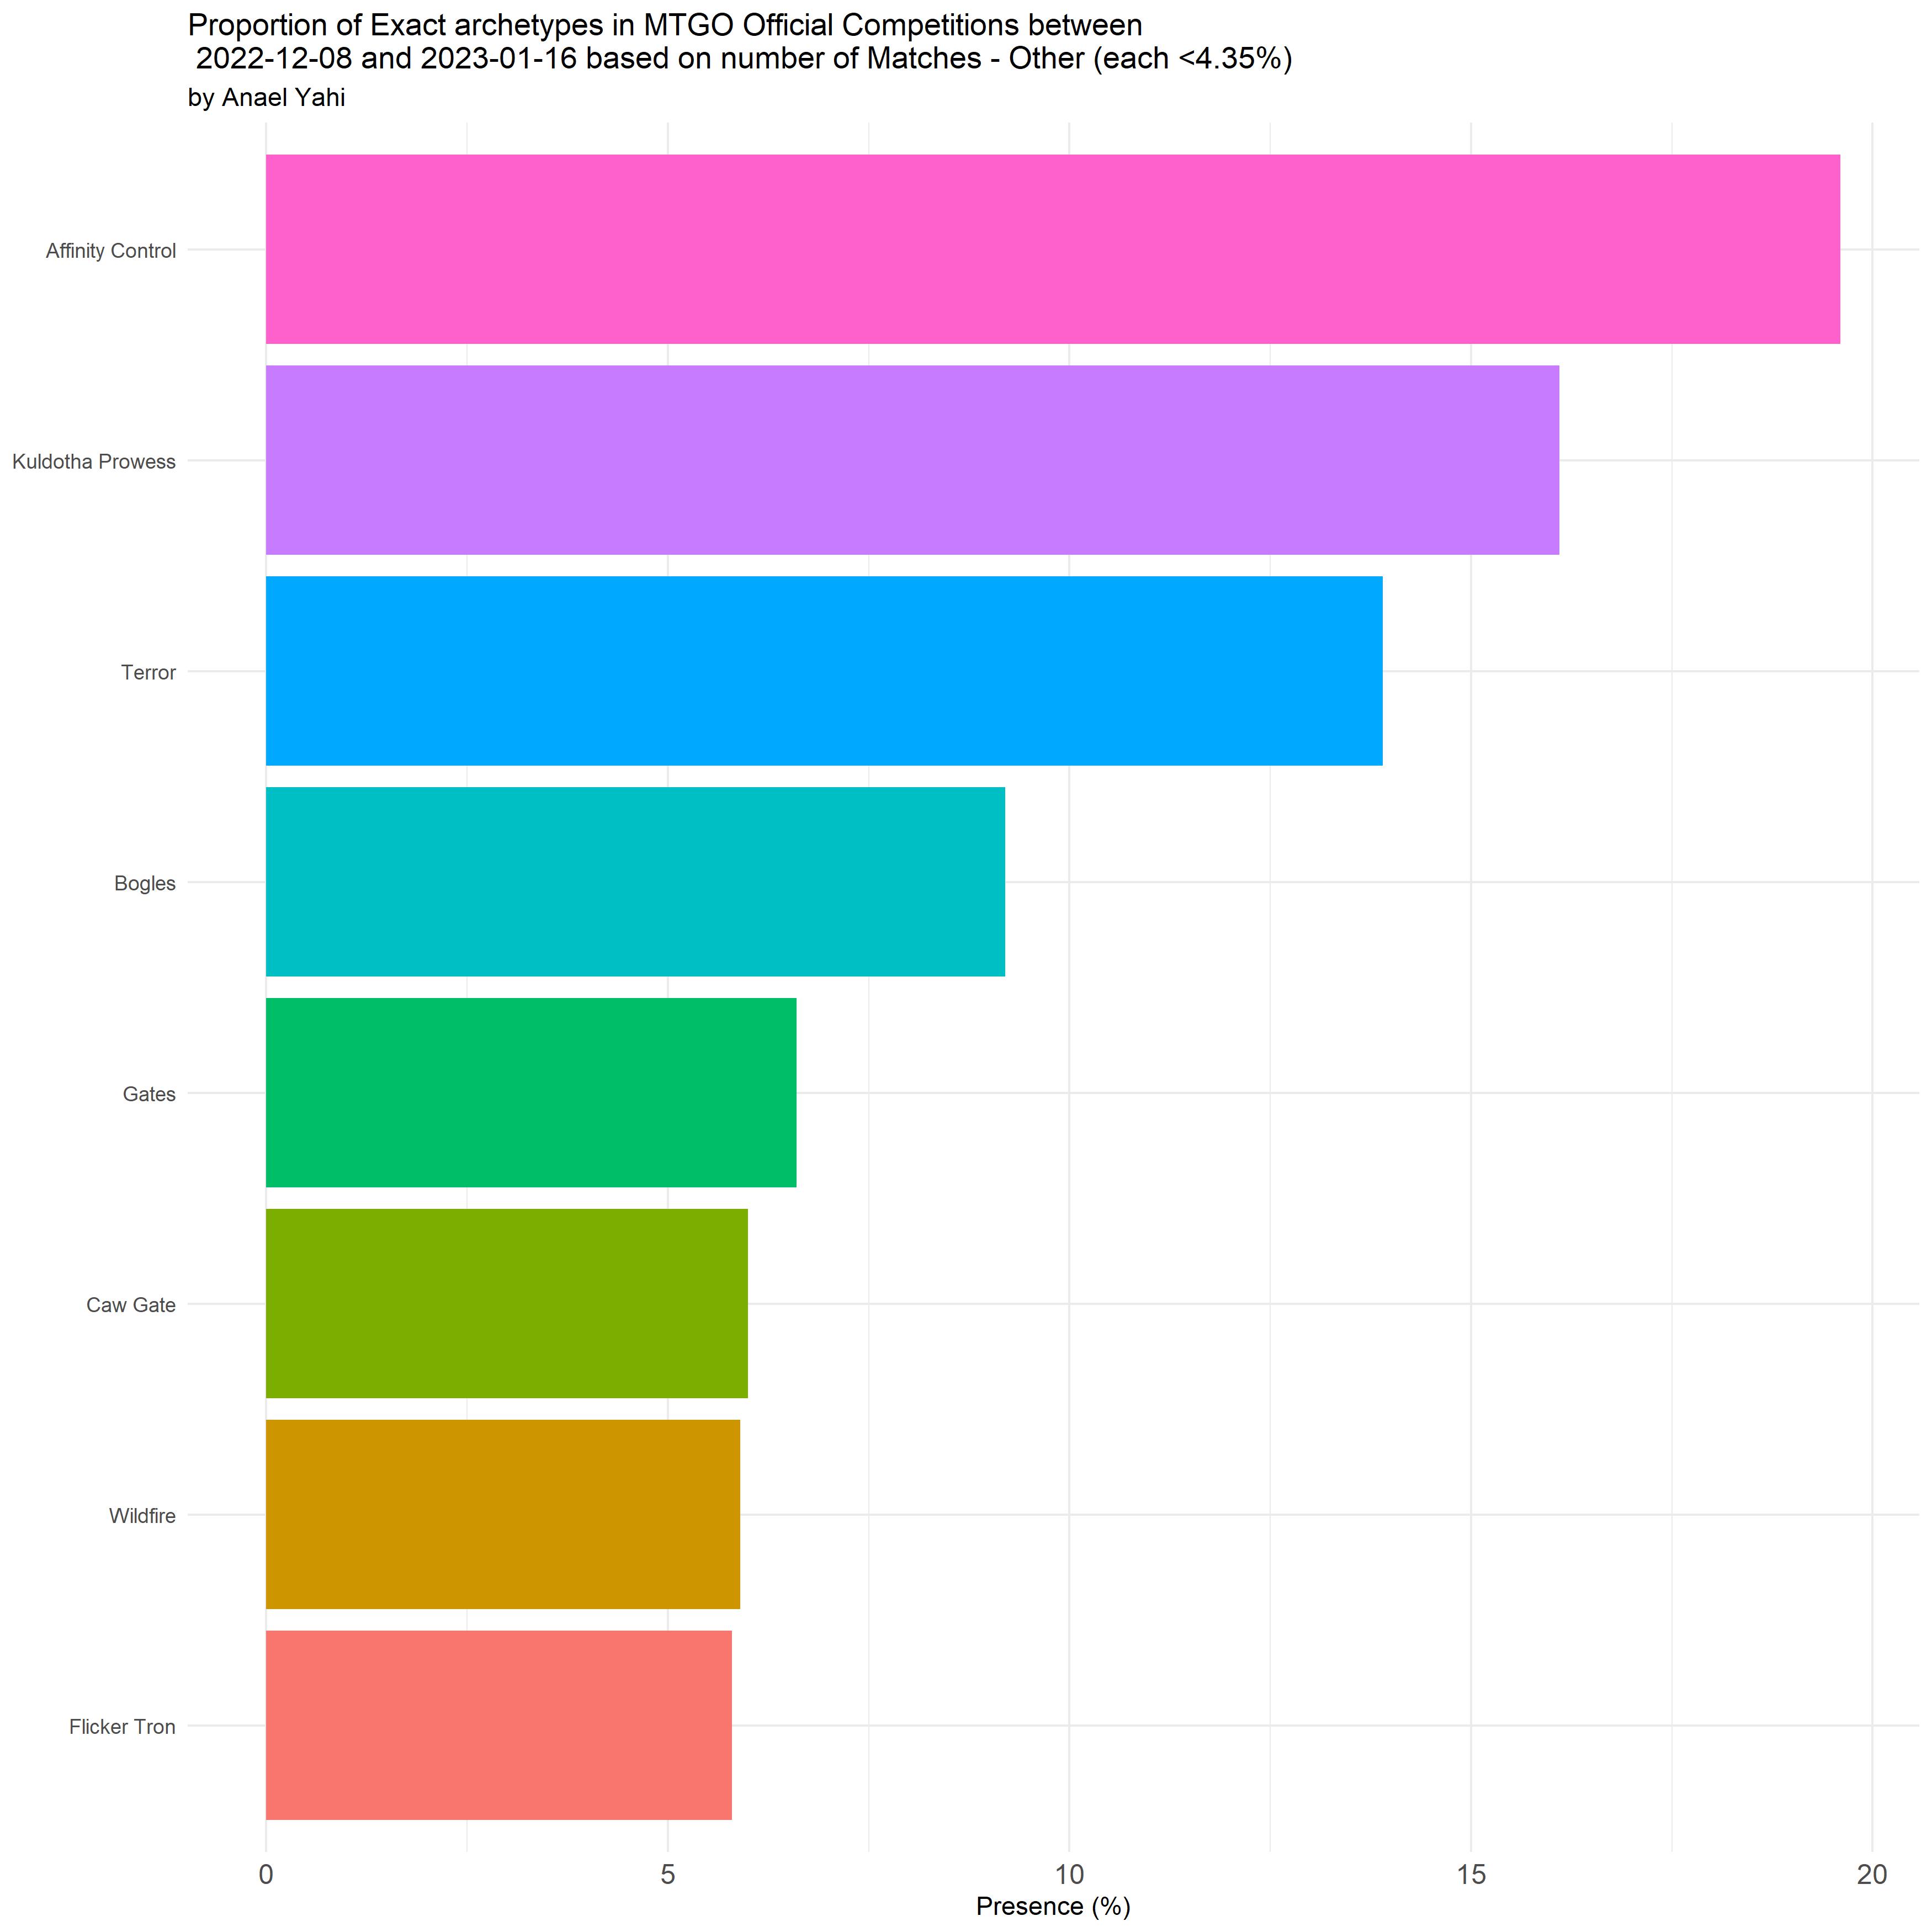 Proportion of Exact archetypes in MTGO Official Competitions between
2022-12-08 and 2023-01-16 based on number of Matches - Other (each <4.35%)
by Anael Yahi
Affinity Control
Kuldotha Prowess
Terror
Bogles
Gates
Caw Gate
Wildfire
Flicker Tron
0 5 10 15 20
Presence (%)